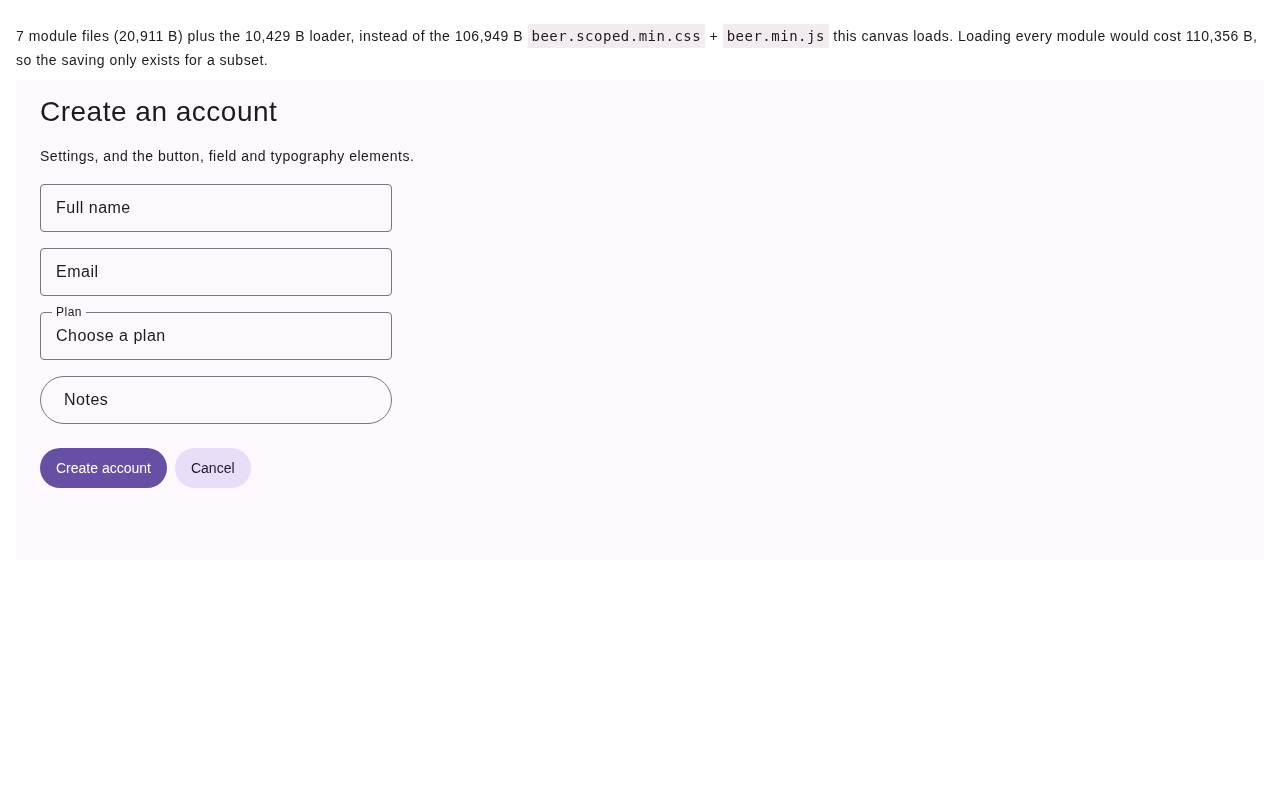 7 module files (20,911 B) plus the 10,429 B loader, instead of the 106,949 B beer.scoped.min.css + beer.min.js this canvas loads. Loading every module would cost 110,356 B,
so the saving only exists for a subset.
Create an account
Settings, and the button, field and typography elements.
Full name
Email
Plan
Choose a plan
Notes
Create account Cancel